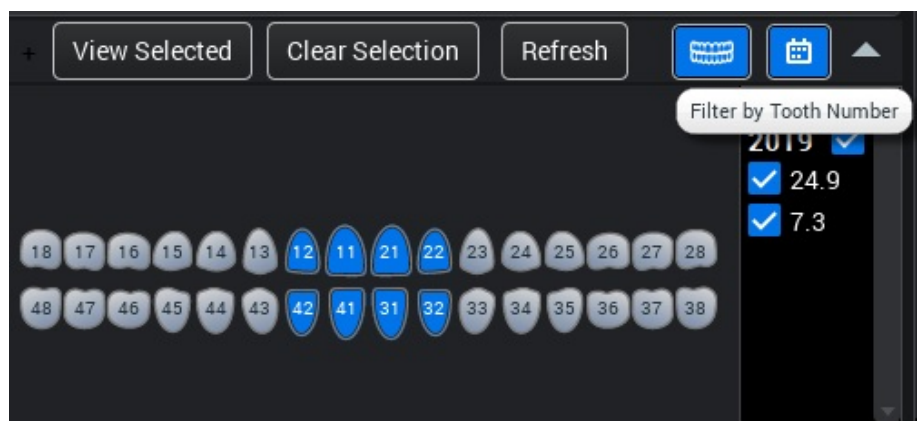 + View Selected Clear Selection Refresh
Filter by Tooth Number
2019
24.9
7.3
18 17 16 15 14 13 12 11 21 22 23 24 25 26 27 28
48 47 46 45 44 43 42 41 31 32 33 34 35 36 37 38